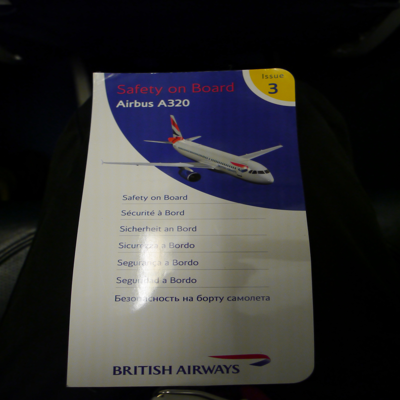 Issue
3
Safety on Board
Airbus A320
Safety on Board
Sécurité à Bord
Sicherheit an Bord
a Bordo
Segurança a Bordo
a Bordo
Безопасность на борту самолета
BRITISH AIRWAYS